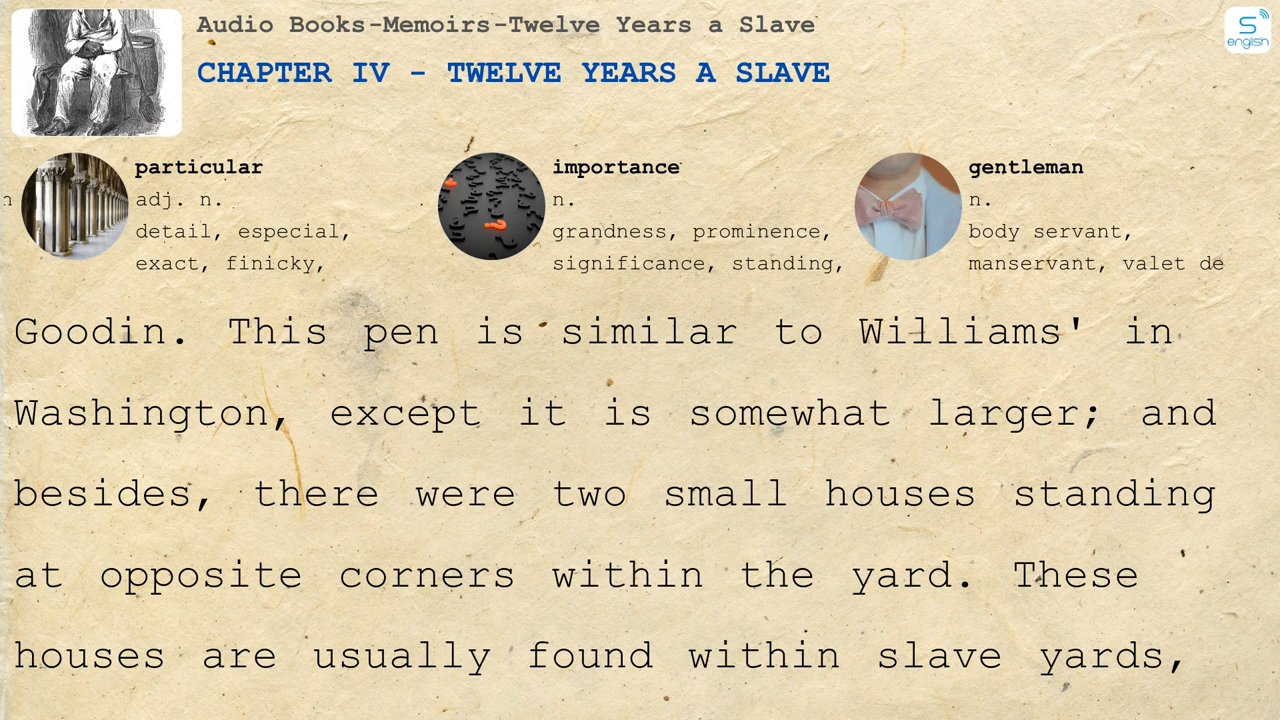 Audio Books-Memoirs-Twelve Years a Slave
CHAPTER IV - TWELVE YEARS A SLAVE
S
english
particular
adj. n.
detail, especial,
exact, finicky,
importance
n.
grandness, prominence,
significance, standing,
gentleman
n.
body servant,
manservant, valet de
n
Goodin. This pen is similar to Williams' in
Washington, except it is somewhat larger; and
besides, there were two small houses standing
at opposite corners within the yard. These
houses are usually found within slave yards,